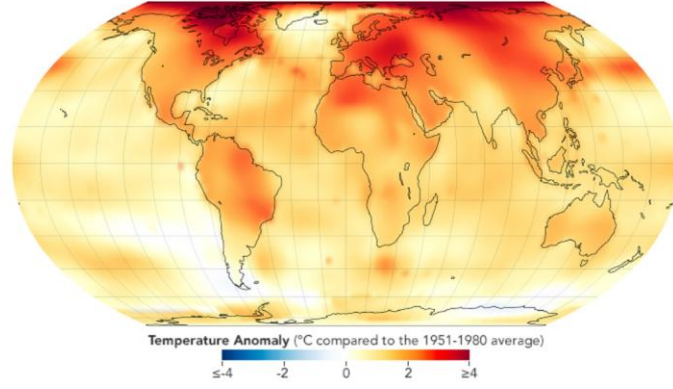 Temperature Anomaly (°C compared to the 1951-1980 average)
≤-4 -2 0 2 ≥4